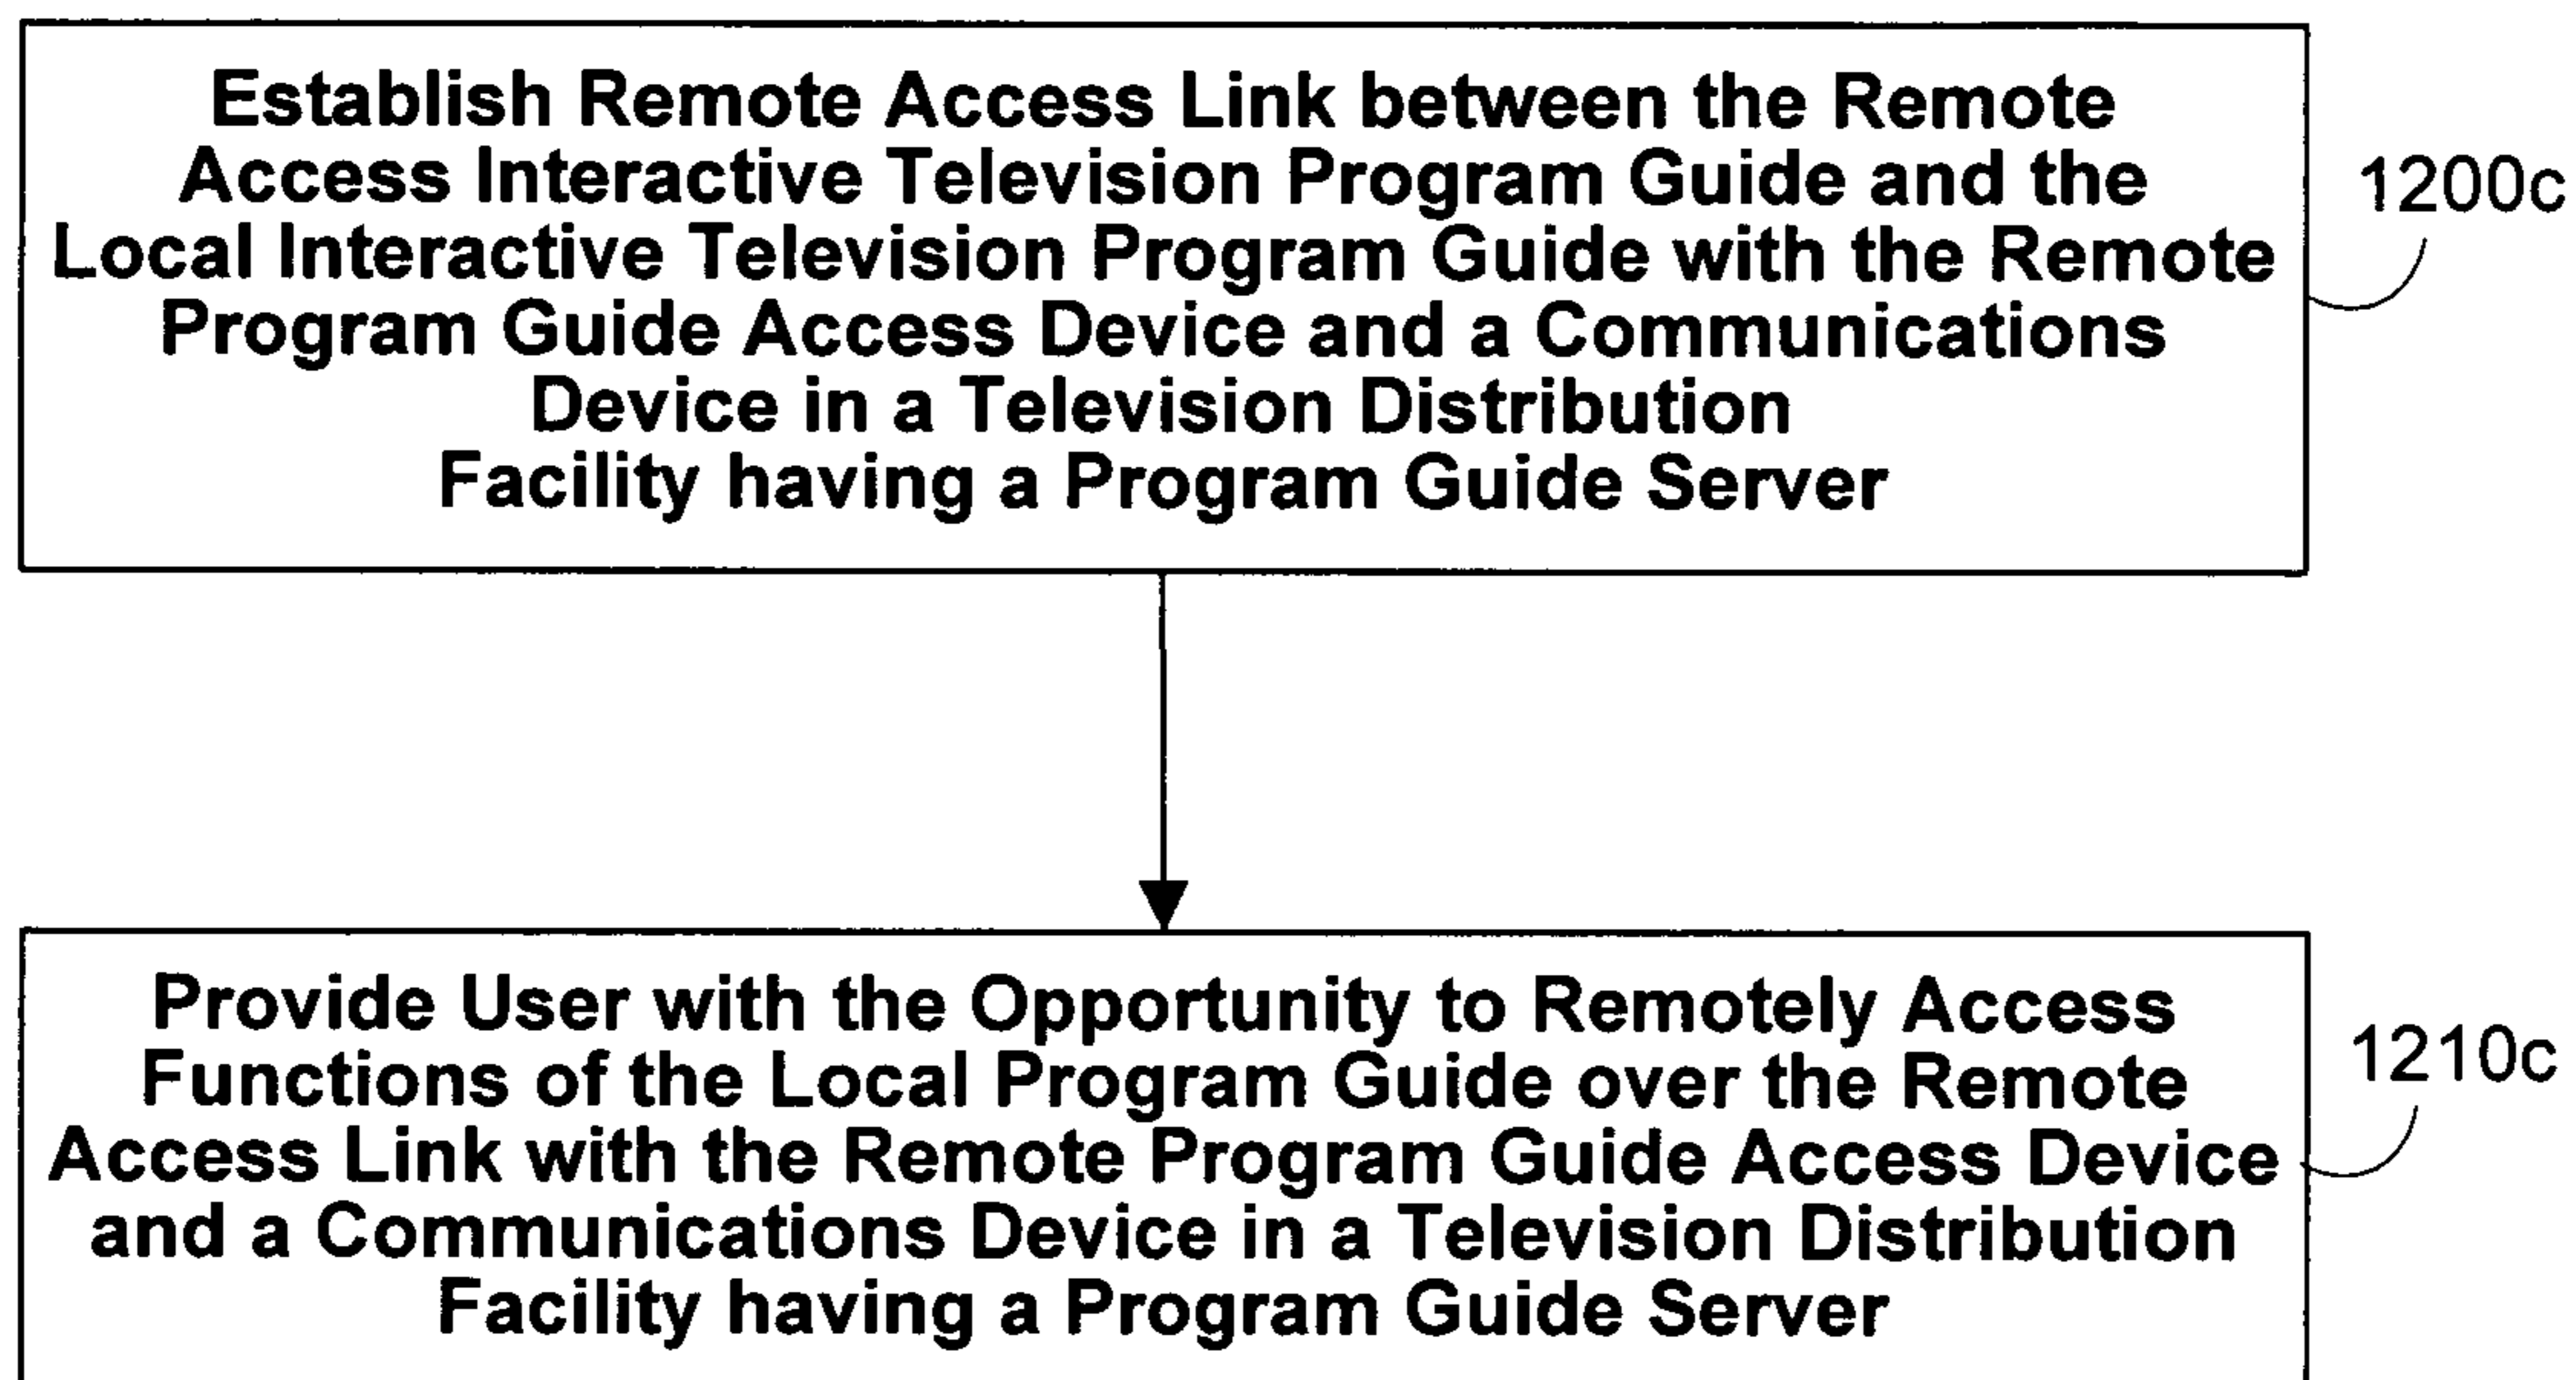 Establish Remote Access Link between the Remote
Access Interactive Television Program Guide and the
Local Interactive Television Program Guide with the Remote
Program Guide Access Device and a Communications
Device in a Television Distribution
Facility having a Program Guide Server
1200c
Provide User with the Opportunity to Remotely Access
Functions of the Local Program Guide over the Remote
Access Link with the Remote Program Guide Access Device
and a Communications Device in a Television Distribution
Facility having a Program Guide Server
1210c